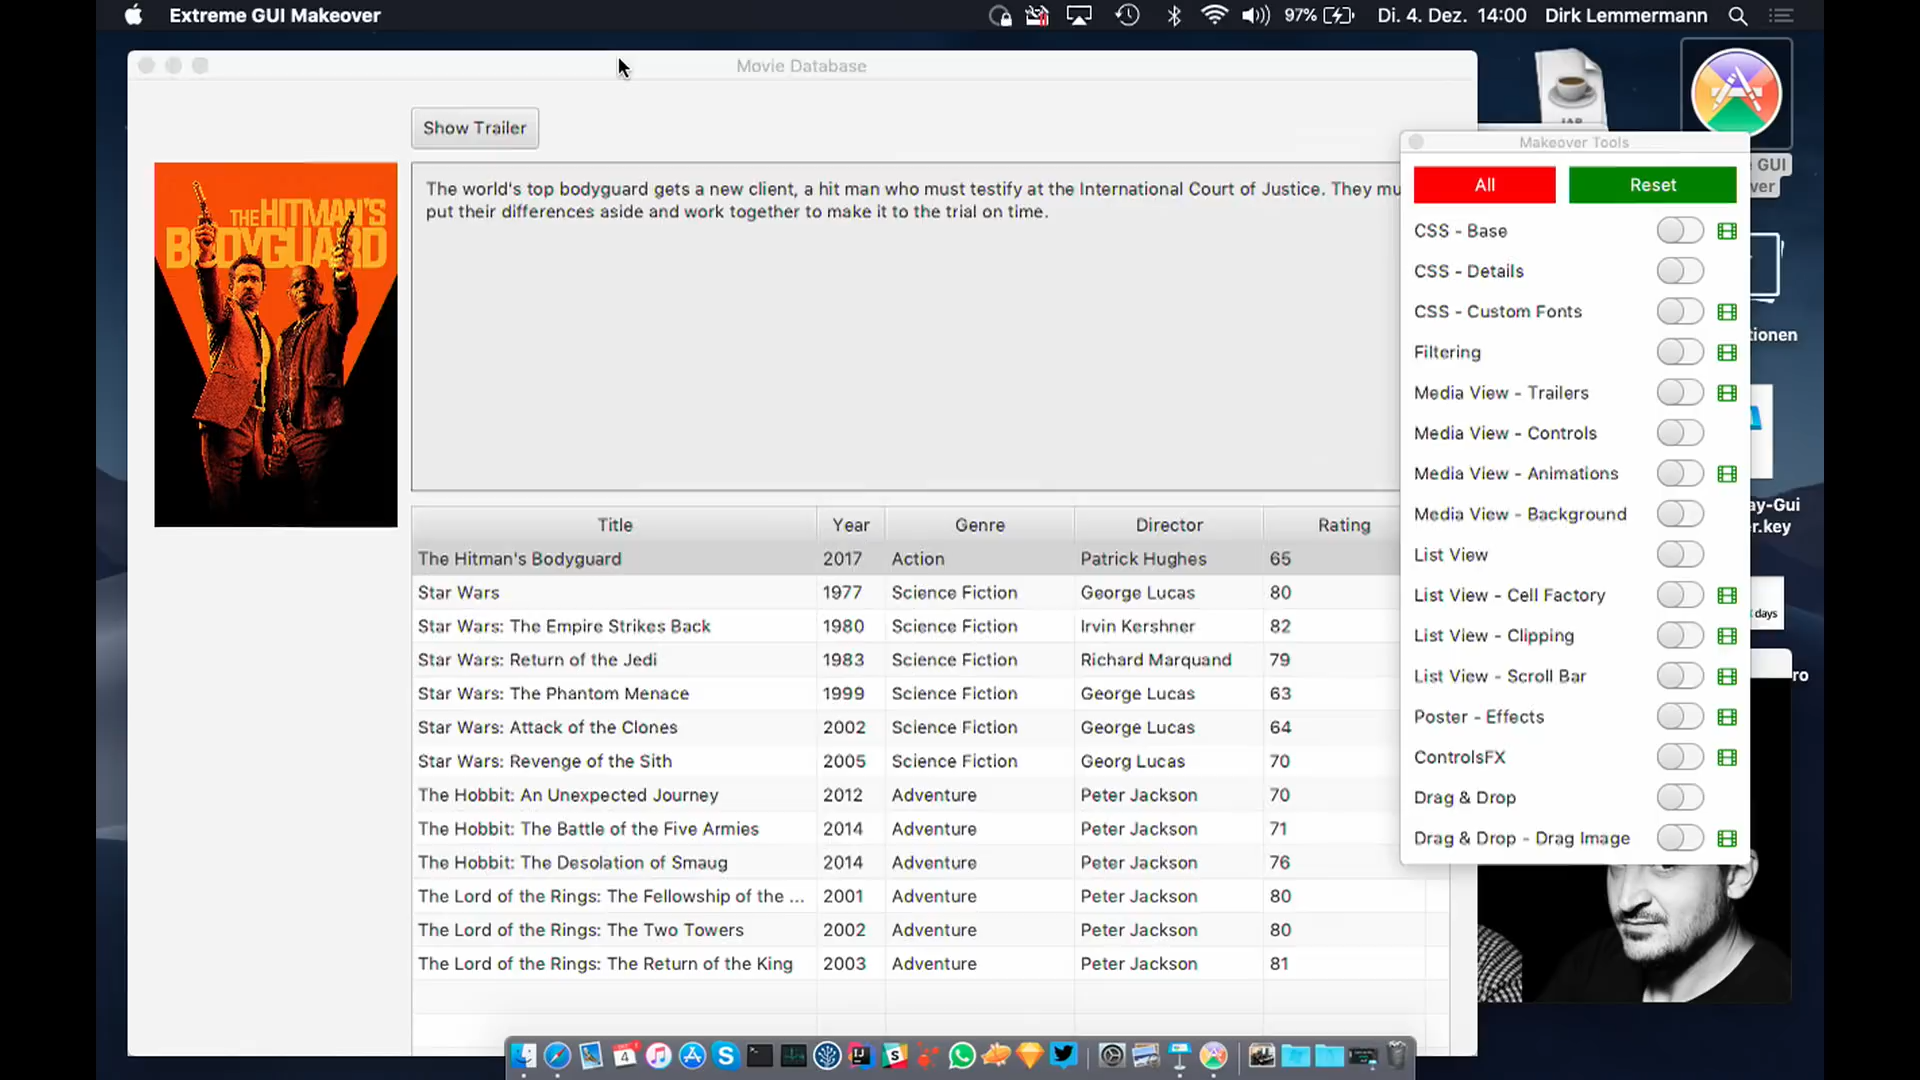 Extreme GUI Makeover
97%
Di. 4. Dez. 14:00
Dirk Lemmermann
Movie Database
Show Trailer
THE HITMAN'S
BODYGUARD
The world's top bodyguard gets a new client, a hit man who must testify at the International Court of Justice. They mu
put their differences aside and work together to make it to the trial on time.
Title Year Genre Director Rating
The Hitman's Bodyguard 2017 Action Patrick Hughes 65
Star Wars 1977 Science Fiction George Lucas 80
Star Wars: The Empire Strikes Back 1980 Science Fiction Irvin Kershner 82
Star Wars: Return of the Jedi 1983 Science Fiction Richard Marquand 79
Star Wars: The Phantom Menace 1999 Science Fiction George Lucas 63
Star Wars: Attack of the Clones 2002 Science Fiction George Lucas 64
Star Wars: Revenge of the Sith 2005 Science Fiction Georg Lucas 70
The Hobbit: An Unexpected Journey 2012 Adventure Peter Jackson 70
The Hobbit: The Battle of the Five Armies 2014 Adventure Peter Jackson 71
The Hobbit: The Desolation of Smaug 2014 Adventure Peter Jackson 76
The Lord of the Rings: The Fellowship of the ... 2001 Adventure Peter Jackson 80
The Lord of the Rings: The Two Towers 2002 Adventure Peter Jackson 80
The Lord of the Rings: The Return of the King 2003 Adventure Peter Jackson 81
Makeover Tools
All
Reset
CSS - Base
CSS - Details
CSS - Custom Fonts
Filtering
Media View - Trailers
Media View - Controls
Media View - Animations
Media View - Background
List View
List View - Cell Factory
List View - Clipping
List View - Scroll Bar
Poster - Effects
ControlsFX
Drag & Drop
Drag & Drop - Drag Image
GUI
ver
tionen
ay-Gui
er.key
days
ro
4